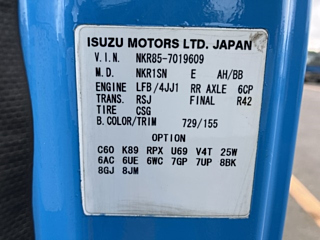 ISUZU MOTORS LTD. JAPAN
V.I.N. NKR85-7019609
M.D. NKR1SN E AH/BB
ENGINE LFB/4JJ1 RR AXLE 6CP
TRANS. RSJ FINAL R42
TIRE CSG
B.COLOR/TRIM 729/155
OPTION
C60 K89 RPX U69 V4T 25W
6AC 6UE 6WC 7GP 7UP 8BK
8GJ 8JM